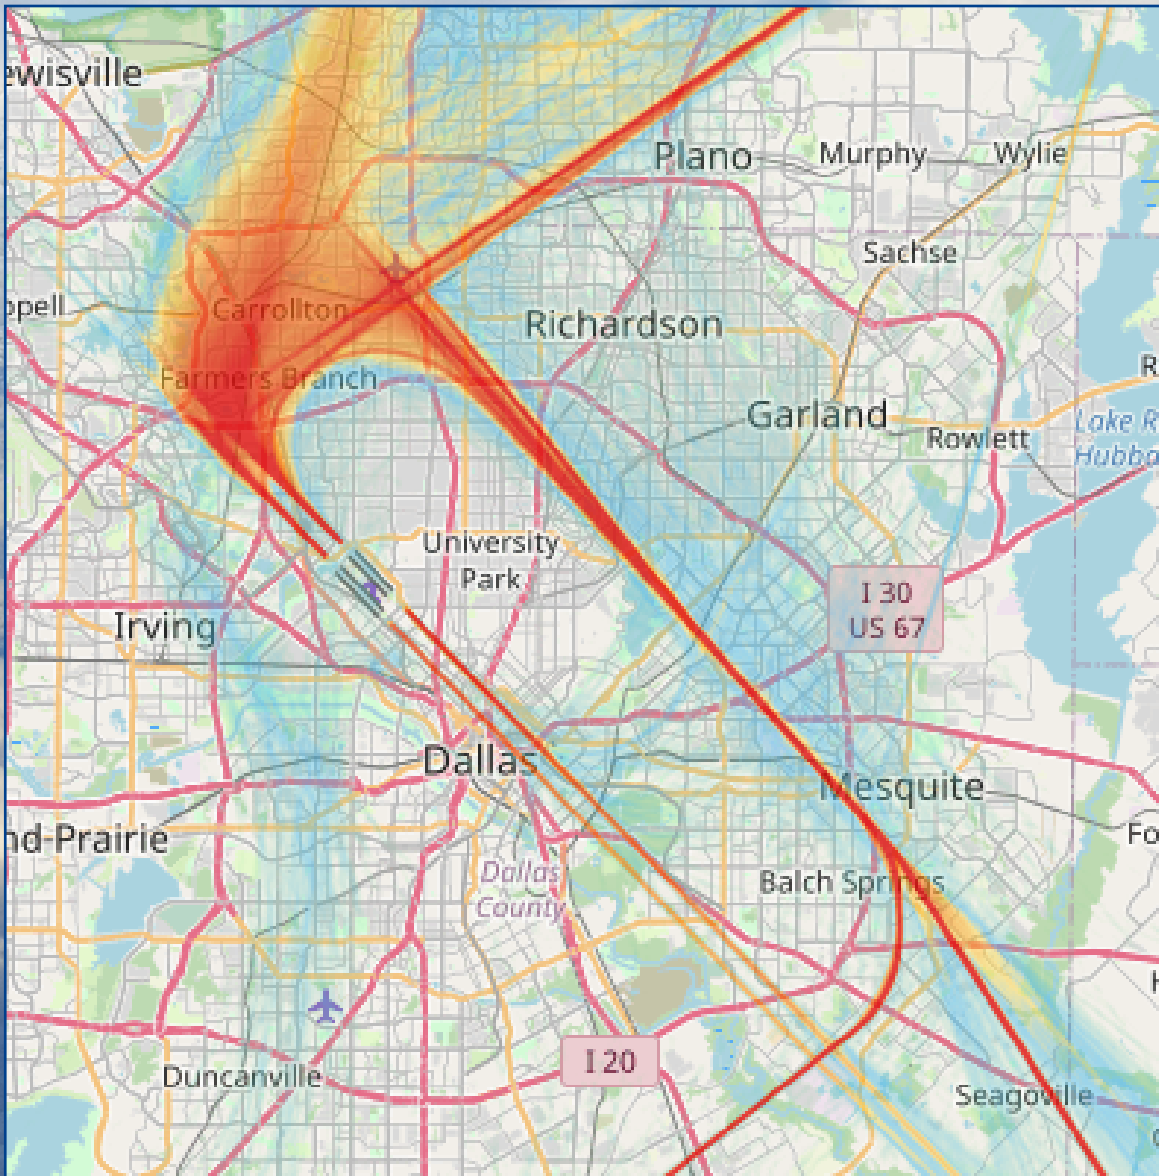 ewisville
Plano
Murphy
Wylie
Sachse
ppell
Carrollton
Richardson
Farmers Branch
R
Garland
Rowlett
Lake R
Hubba
University
Park
I 30
US 67
Irving
Dallas
Mesquite
nd Prairie
Fo
Dallas
County
Balch Springs
H
I 20
Duncanville
Seagoville